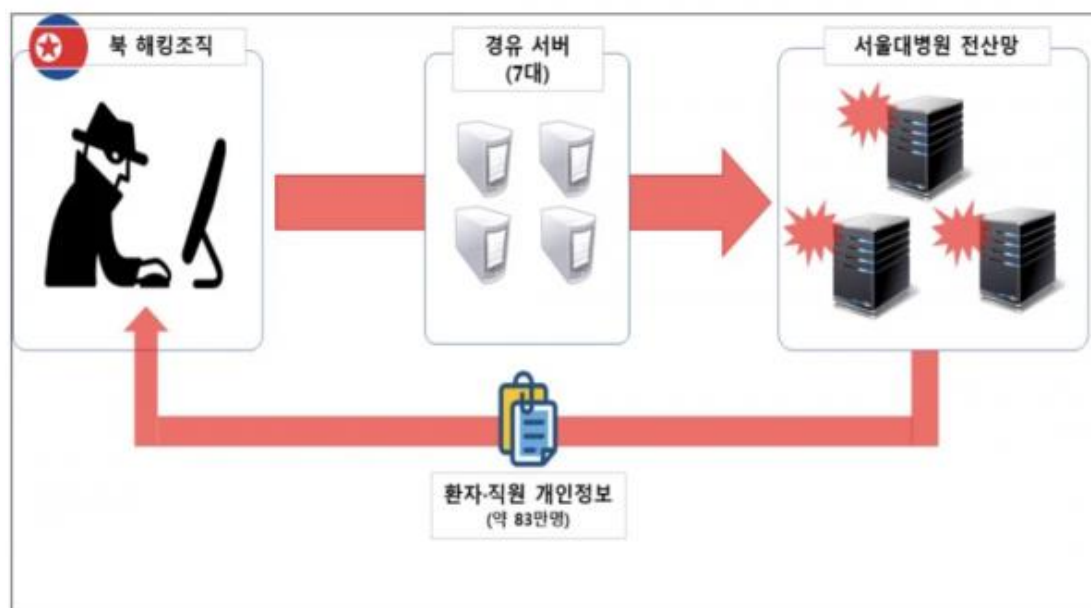 북 해킹조직
경유 서버
(7대)
서울대병원 전산망
환자·직원 개인정보
(약 83만명)